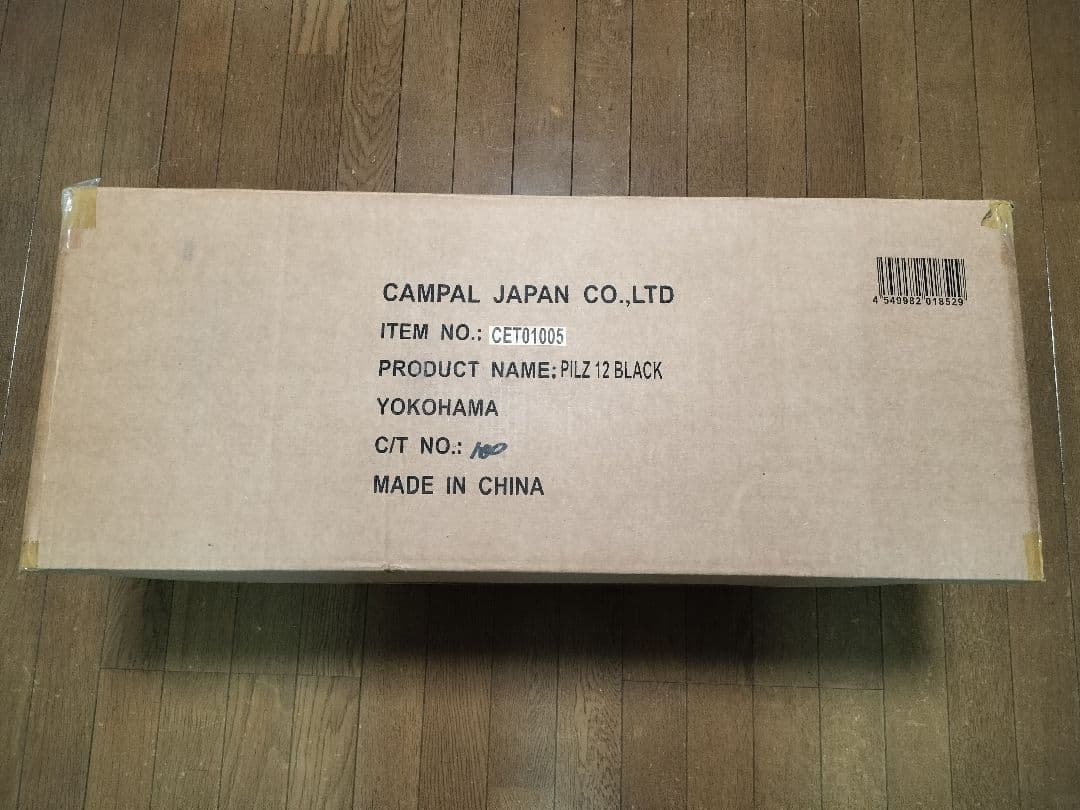 CAMPAL JAPAN CO.,LTD
ITEM NO.: CET01005
PRODUCT NAME: PILZ 12 BLACK
YOKOHAMA
C/T NO.: 100
MADE IN CHINA
4 549982 018529